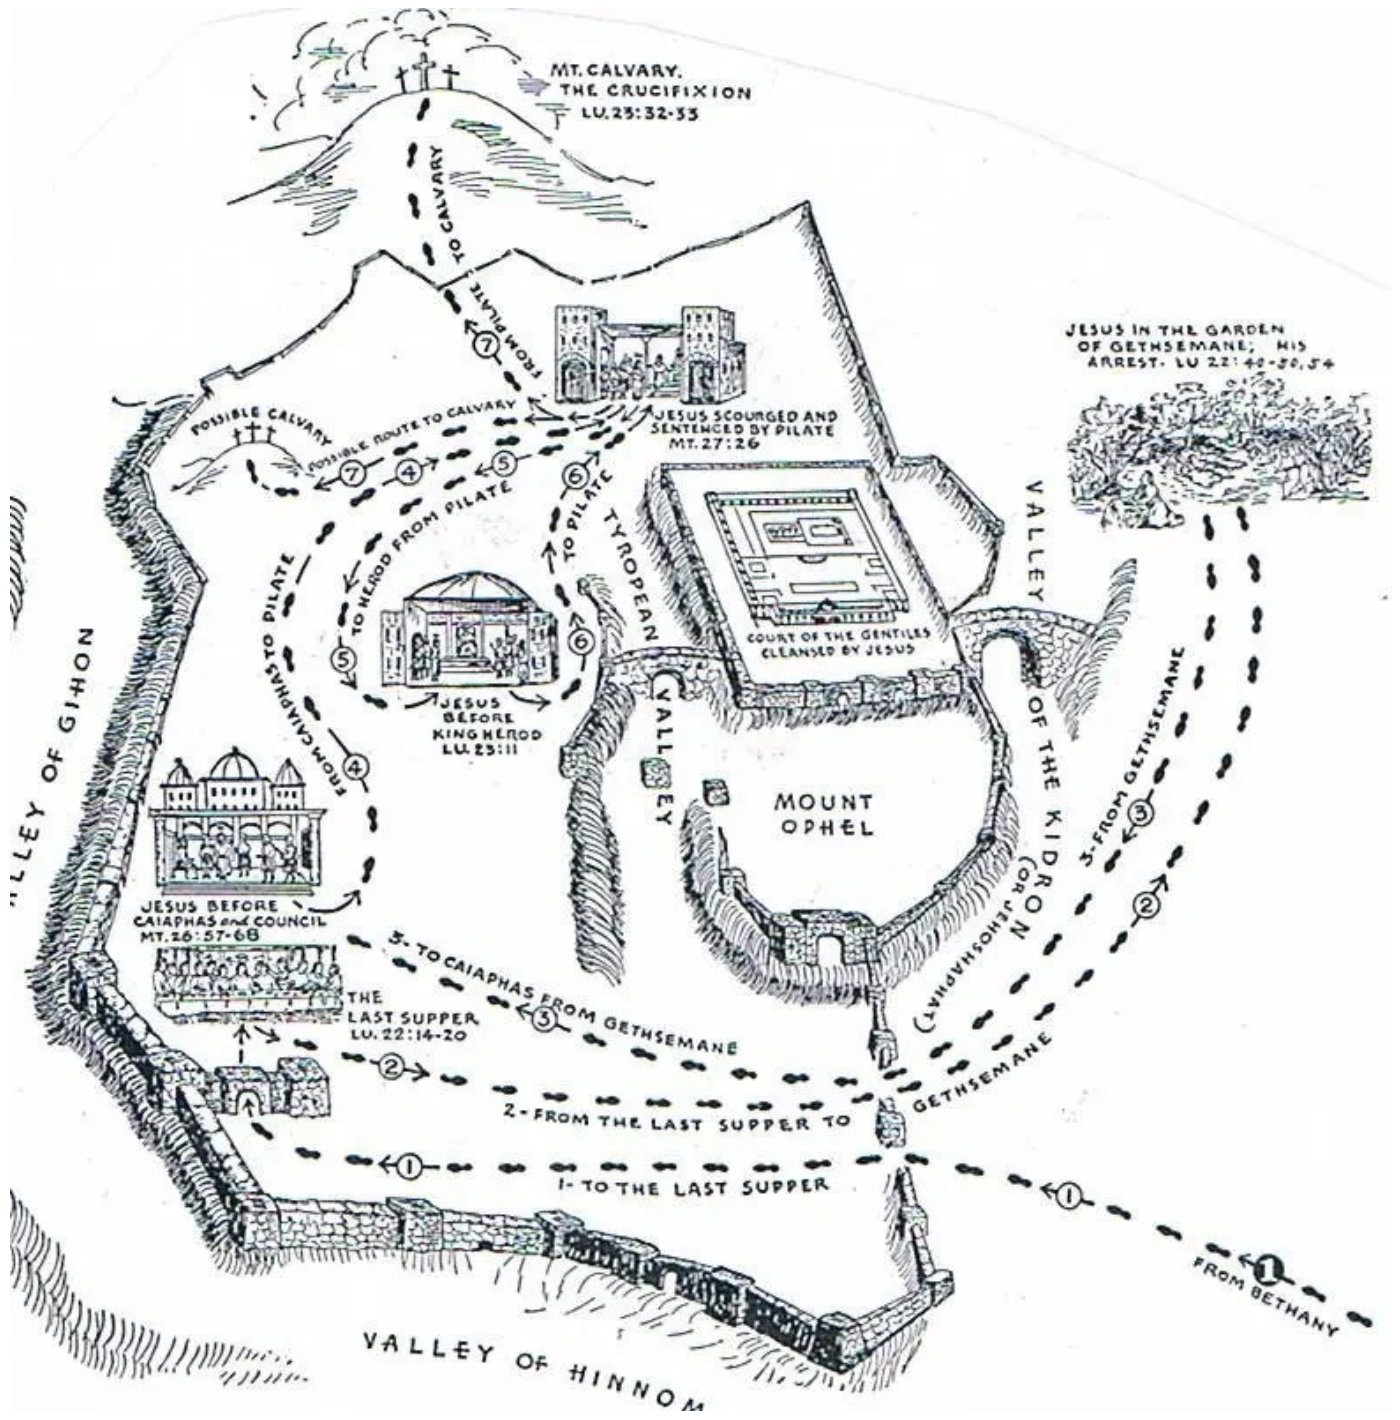 MT. CALVARY.
THE CRUCIFIXION
LU. 23:32-33
FROM PILATE TO CALVARY
7
JESUS IN THE GARDEN
OF GETHSEMANE; HIS
ARREST. LU 22:40-50,54
POSSIBLE CALVARY
POSSIBLE ROUTE TO CALVARY
7
4
5
JESUS SCOURGED AND
SENTENCED BY PILATE
MT. 27:26
6
TO PILATE
TO HEROD FROM PILATE
5
6
TYROPEAN
VALLEY
COURT OF THE GENTILES
CLEANSED BY JESUS
VALLEY OF THE KIDRON
(OR JEHOSHAPHAT)
JESUS
BEFORE
KING HEROD
LU. 23:11
FROM CAIAPHAS TO PILATE
4
VALLEY OF GIHON
MOUNT
OPHEL
3-FROM GETHSEMANE
3
2
JESUS BEFORE
CAIAPHAS and COUNCIL
MT. 26:57-68
3-TO CAIAPHAS FROM GETHSEMANE
3
THE
LAST SUPPER
LU. 22:14-20
2
2-FROM THE LAST SUPPER TO GETHSEMANE
1
1-TO THE LAST SUPPER
1
1
FROM BETHANY
VALLEY OF HINNOM